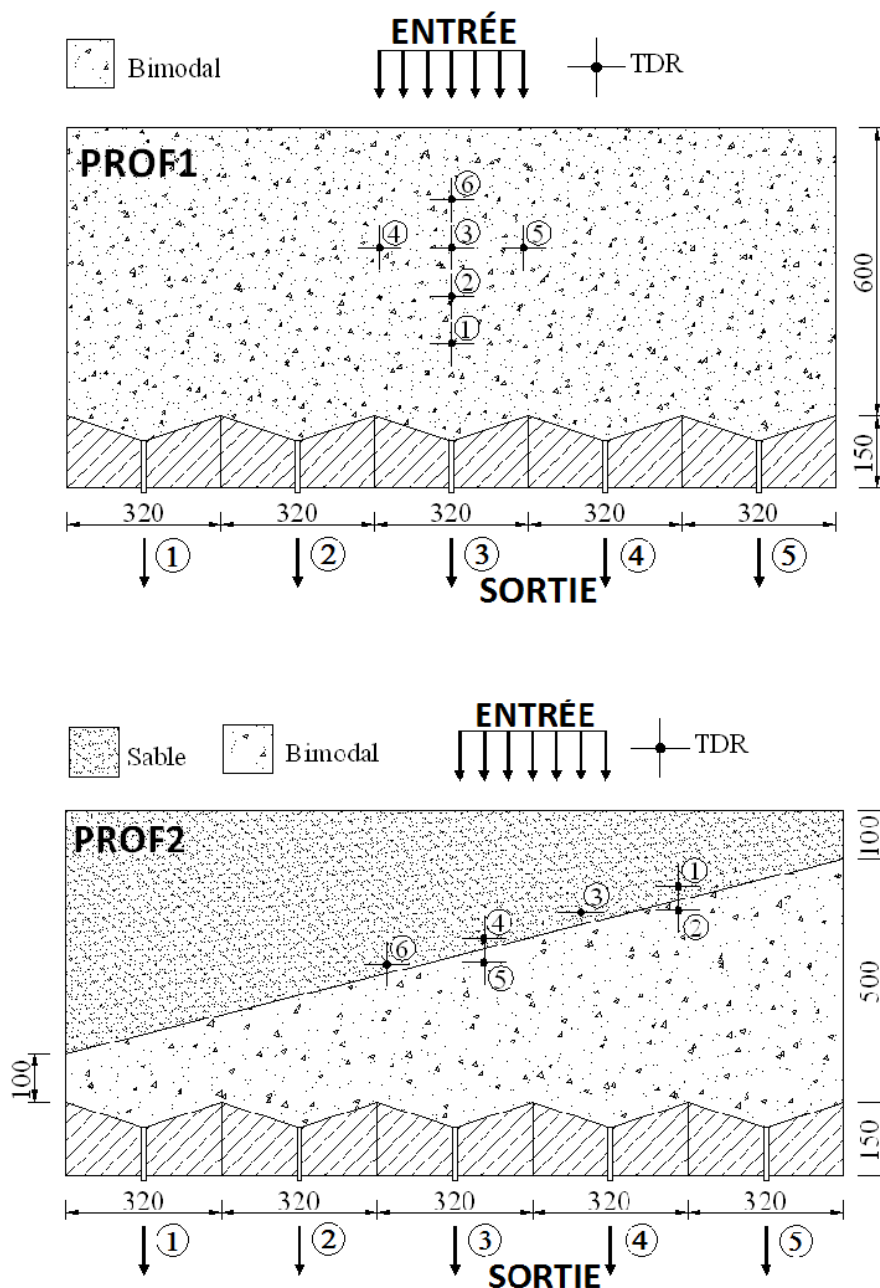 ENTRÉE
Bimodal
TDR
PROF1
6
4 3 5
2
1
600
150
320 320 320 320 320
1 2 3 4 5
SORTIE
ENTRÉE
Sable Bimodal TDR
PROF2
100
1
3
2
4
6
5
500
100
150
320 320 320 320 320
1 2 3 4 5
SORTIE